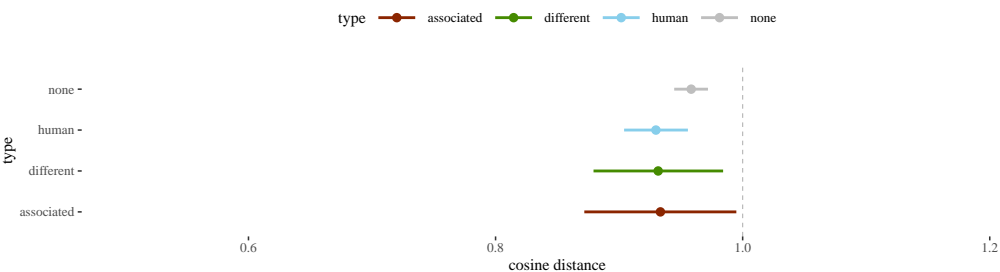 type associated different human none
none
human
different
associated
type
0.6 0.8 1.0 1.2
cosine distance